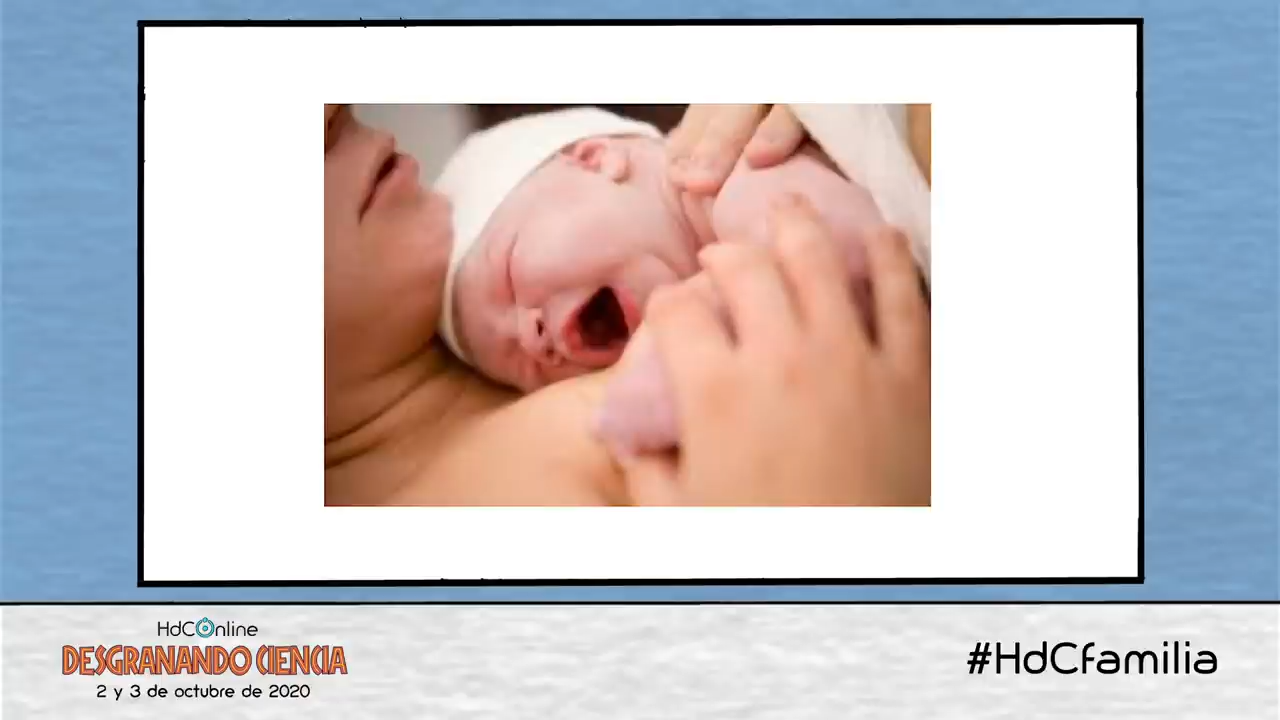 HdCOnline
DESGRANANDO CIENCIA
2 y 3 de octubre de 2020
#HdCfamilia